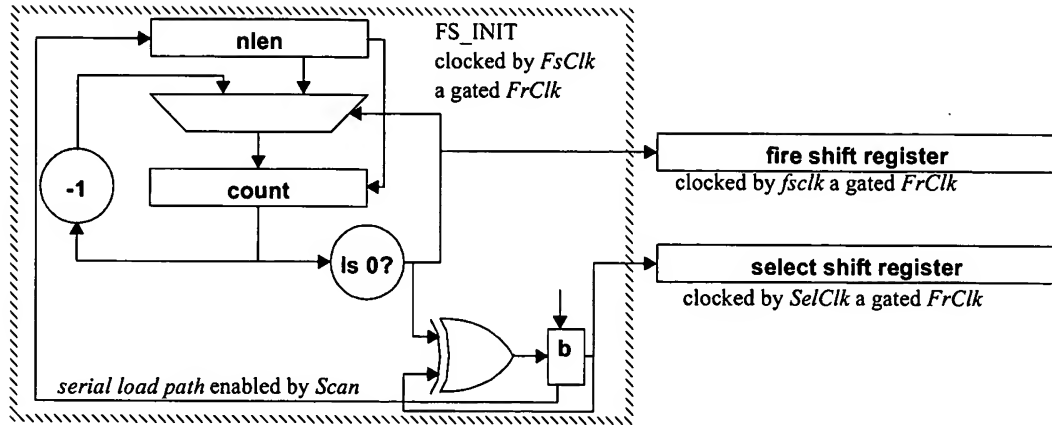 nlen
FS_INIT
clocked by FsClk
a gated FrClk
fire shift register
clocked by fsclk a gated FrClk
-1
count
Is 0?
select shift register
clocked by SelClk a gated FrClk
b
serial load path enabled by Scan